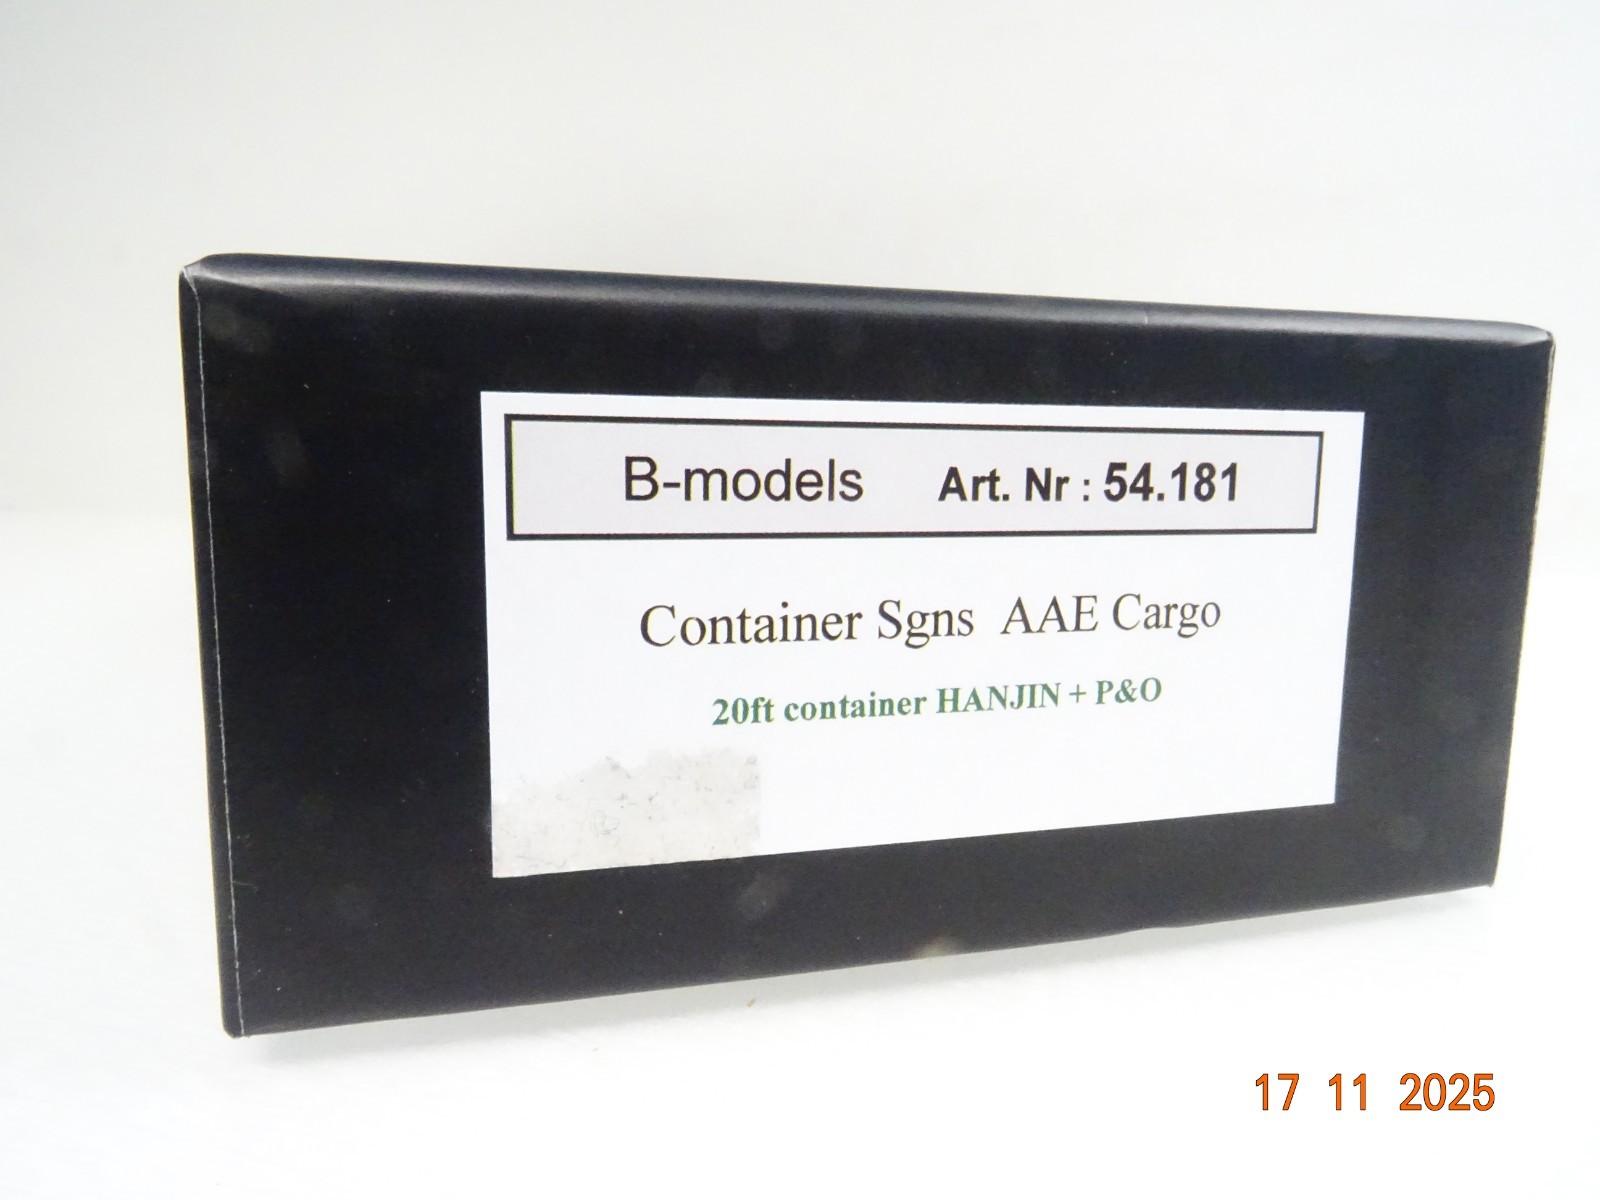 B-models Art. Nr : 54.181
Container Sgns AAE Cargo
20ft container HANJIN + P&O
17 11 2025